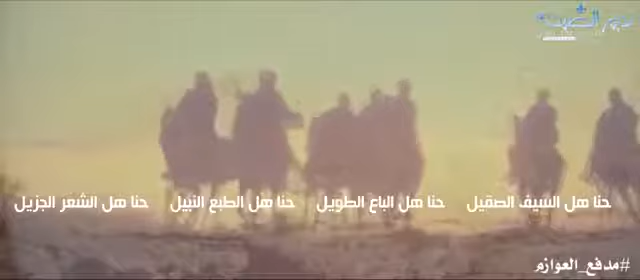 حنا هل السيف الصقيل حنا هل الباع الطويل حنا هل الطبع النبيل حنا هل الشعر الجزيل
#مدفع_العوازم